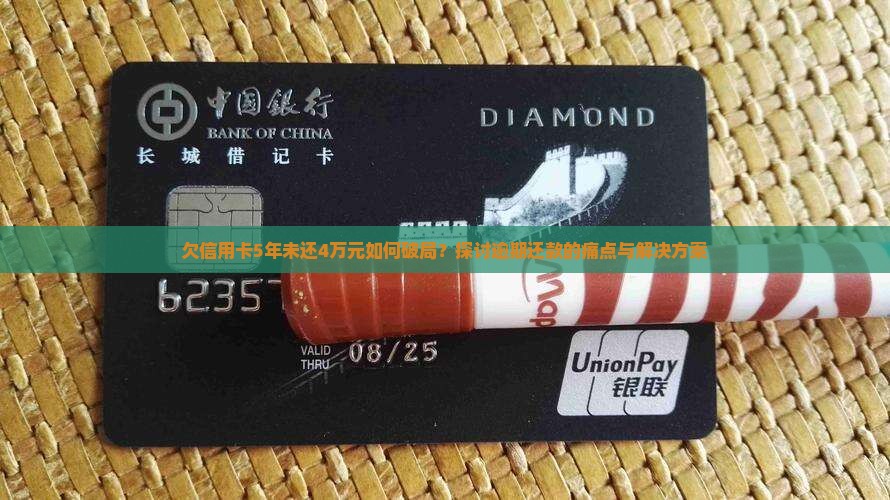 中國銀行
BANK OF CHINA
长城借记卡
DIAMOND
欠信用卡5年未还4万元如何破局？探讨逾期还款的痛点与解决方案
6235
VALID
THRU
08/25
UnionPay
银联